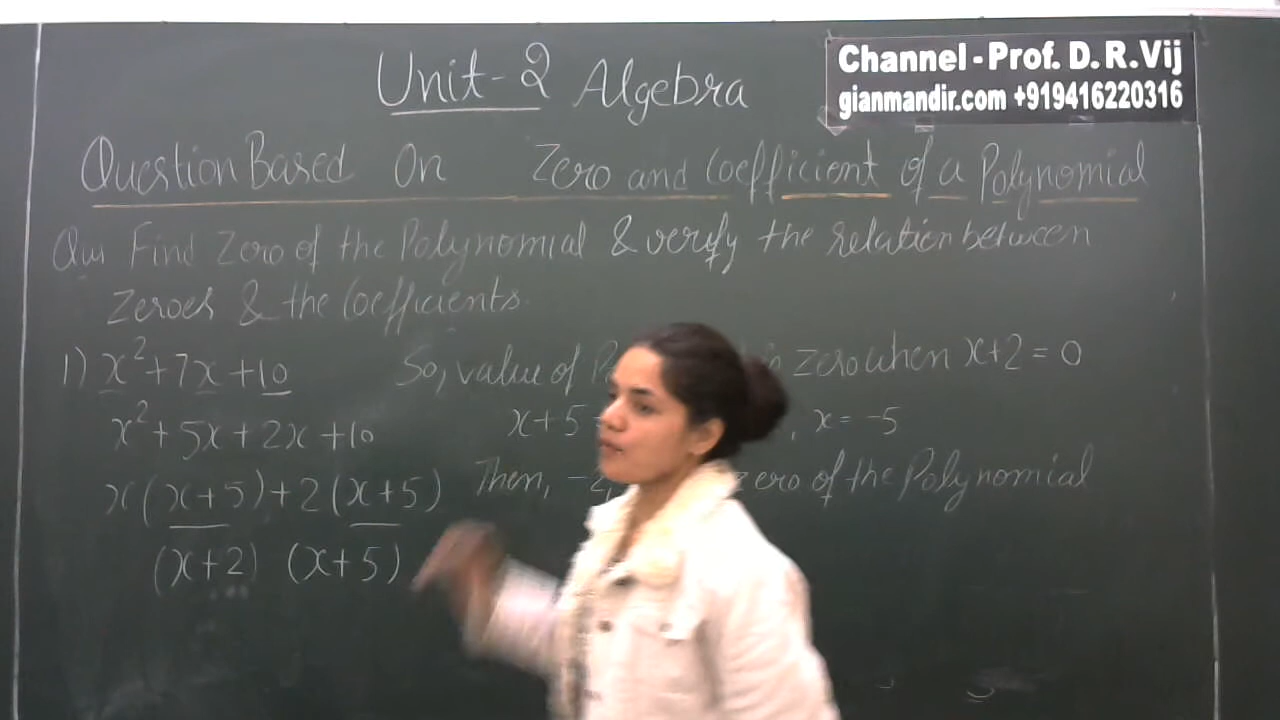 Unit-2 Algebra
Channel - Prof. D. R. Vij
gianmandir.com +919416220316
Question Based On Zero and Coefficient of a Polynomial
Find Zero of the Polynomial & verify the relation between
Zeroes & the Coefficients.
1) x²+7x+10
x²+5x+2x+10
x(x+5)+2(x+5)
(x+2) (x+5)
So, value of zero when x+2=0
x+5 , x=-5
Then, -2, zero of the Polynomial